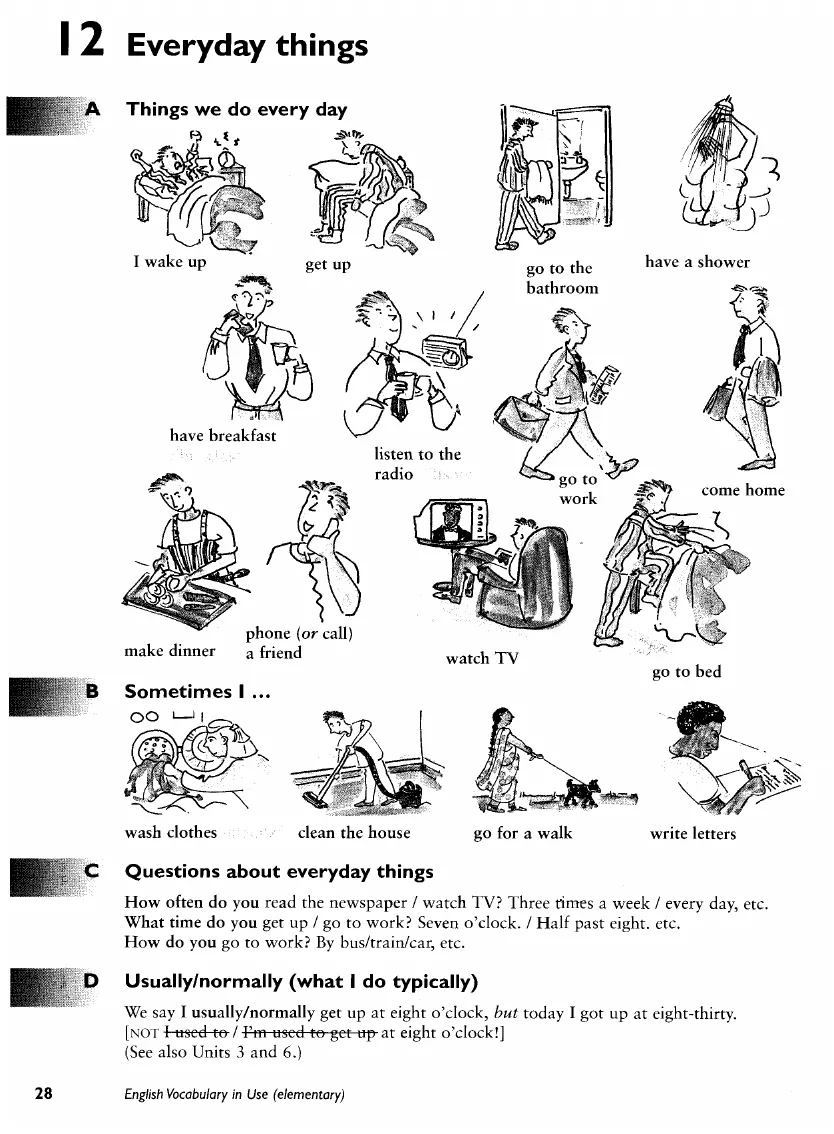 12 Everyday things
A Things we do every day
I wake up
get up
go to the
bathroom
have a shower
have breakfast
listen to the
radio
go to
work
come home
make dinner
phone (or call)
a friend
watch TV
go to bed
B Sometimes I ...
wash clothes
clean the house
go for a walk
write letters
C Questions about everyday things
How often do you read the newspaper / watch TV? Three times a week / every day, etc.
What time do you get up / go to work? Seven o'clock. / Half past eight. etc.
How do you go to work? By bus/train/car, etc.
D Usually/normally (what I do typically)
We say I usually/normally get up at eight o'clock, but today I got up at eight-thirty.
[NOT I used to / I'm used to get up at eight o'clock!]
(See also Units 3 and 6.)
28 English Vocabulary in Use (elementary)